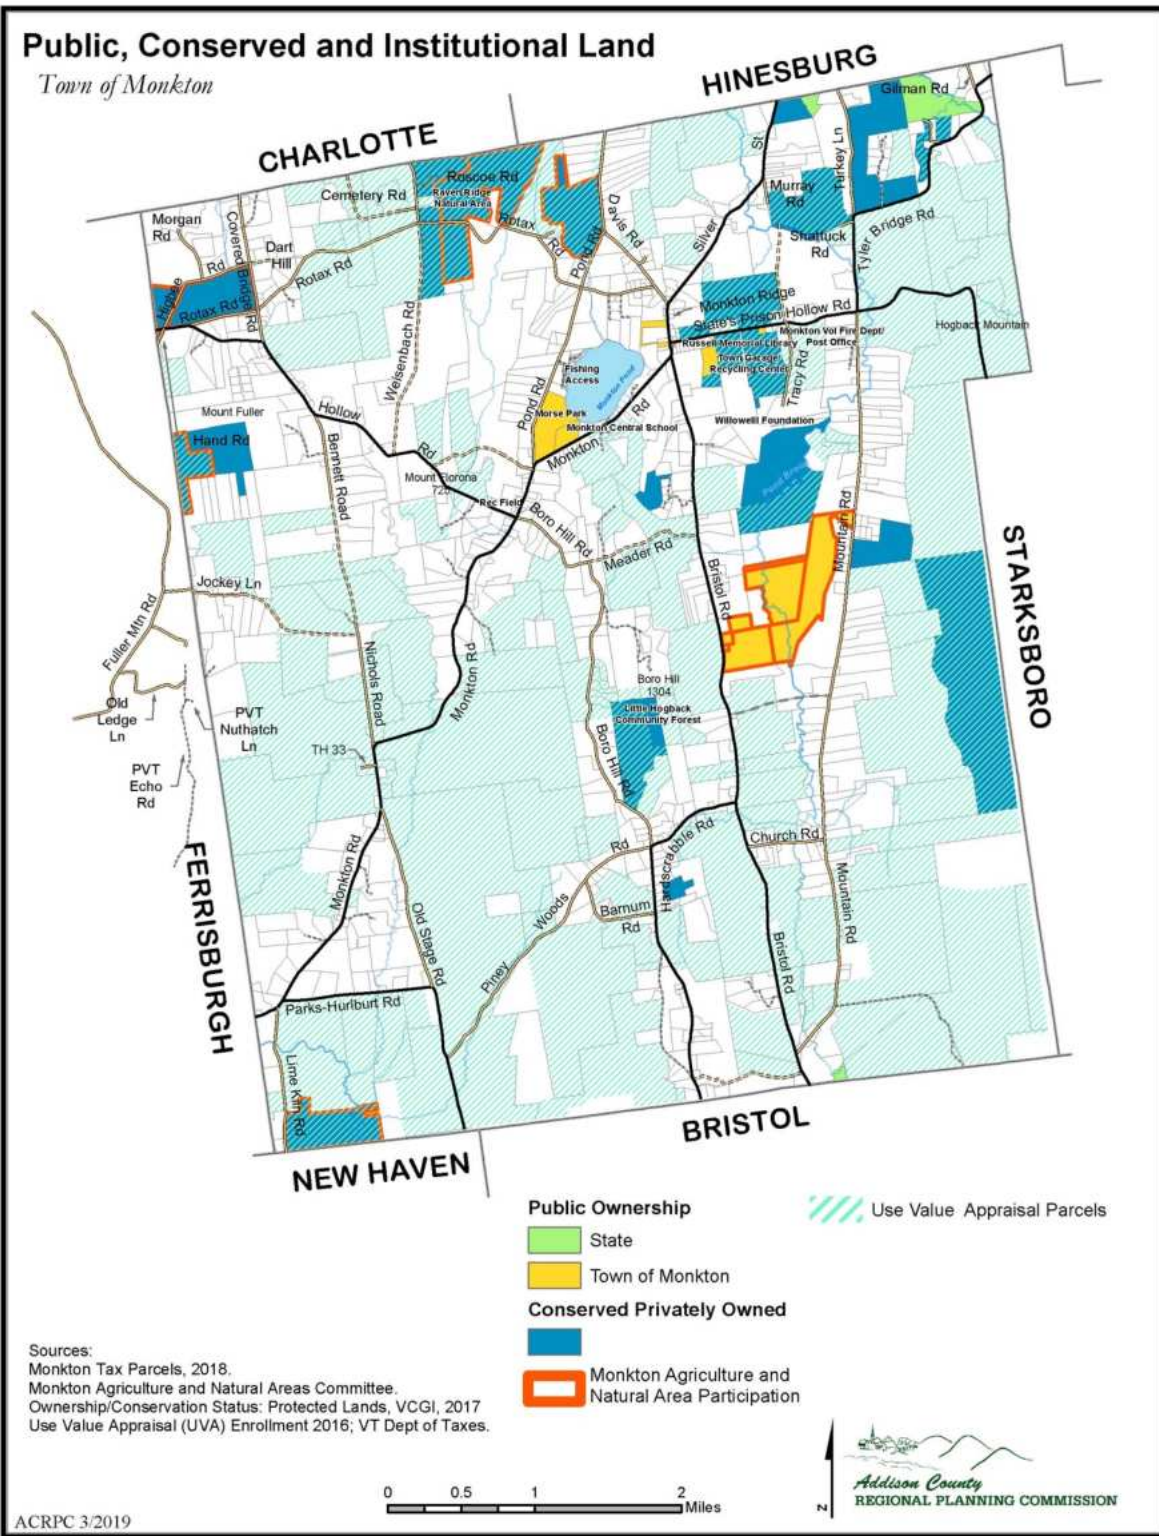 Public, Conserved and Institutional Land
Town of Monkton
HINESBURG
CHARLOTTE
Gilman Rd
St
Turkey Ln
Roscoe Rd
Cemetery Rd
Raven Ridge
Natural Area
Murray
Rd
Morgan
Rd
Covered Bridge Rd
Rotax
Rd
Davis Rd
Silver
Tyler Bridge Rd
Shattuck
Rd
Dart
Hill
Rd
Rotax Rd
Pond Rd
Higbee
Rotax Rd
Monkton Ridge
State's Prison Hollow Rd
Hogback Mountain
Monkton Vol Fire Dept/
Post Office
Russell Memorial Library
Town Garage/
Recycling Center
Tracy Rd
Weisenbach Rd
Fishing
Access
Monkton Pond
Pond Rd
Mount Fuller
Hollow
Rd
Morse Park
Rd
Willowell Foundation
Monkton Central School
Hand Rd
Bennett Road
Monkton
Mount Florona
Rec Field
Boro Hill Rd
Meader Rd
Mountain Rd
STARKSBORO
Jockey Ln
Bristol Rd
Fuller Mtn Rd
Nichols Road
Monkton Rd
Boro Hill
1304
Old
Ledge
Ln
PVT
Nuthatch
Ln
Little Hogback
Community Forest
TH 33
PVT
Echo
Rd
Boro Hill Rd
Church Rd
FERRISBURGH
Monkton Rd
Rd
Hardscrabble Rd
Woods
Barnum
Rd
Mountain Rd
Old Stage Rd
Piney
Bristol Rd
Parks-Hurlburt Rd
Lime Kiln Rd
BRISTOL
NEW HAVEN
Public Ownership
State
Town of Monkton
Conserved Privately Owned
Monkton Agriculture and
Natural Area Participation
Use Value Appraisal Parcels
Sources:
Monkton Tax Parcels, 2018.
Monkton Agriculture and Natural Areas Committee.
Ownership/Conservation Status: Protected Lands, VCGI, 2017
Use Value Appraisal (UVA) Enrollment 2016; VT Dept of Taxes.
0 0.5 1 2
Miles
N
Addison County
REGIONAL PLANNING COMMISSION
ACRPC 3/2019